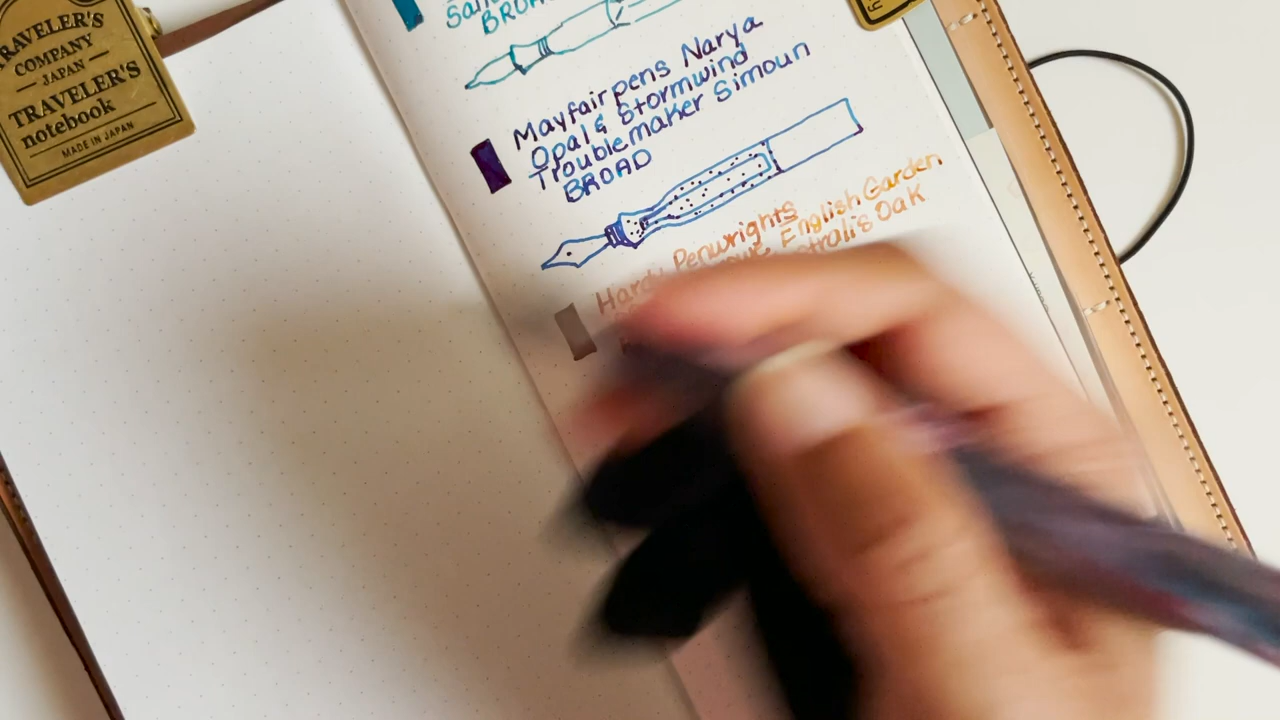 TRAVELER'S
COMPANY
JAPAN
TRAVELER'S
notebook
MADE IN JAPAN
BROAD
Mayfair pens Narya
Opal & Stormwind
Troublemaker Simoun
BROAD
Hardy Penwrights
English Garden
Oak